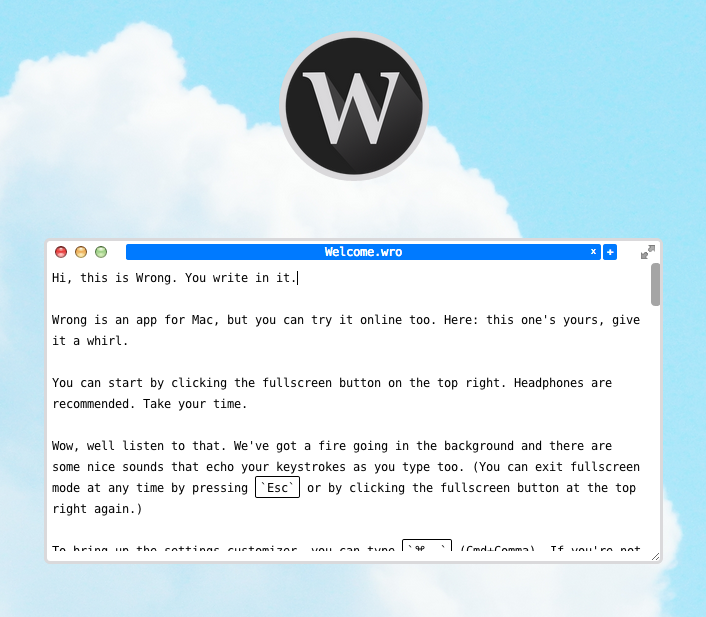 W
Welcome.wro
x
+
Hi, this is Wrong. You write in it.
Wrong is an app for Mac, but you can try it online too. Here: this one's yours, give
it a whirl.
You can start by clicking the fullscreen button on the top right. Headphones are
recommended. Take your time.
Wow, well listen to that. We've got a fire going in the background and there are
some nice sounds that echo your keystrokes as you type too. (You can exit fullscreen
mode at any time by pressing `Esc` or by clicking the fullscreen button at the top
right again.)
To bring up the settings customizer, you can type `⌘ ,` (Cmd+Comma). If you're not